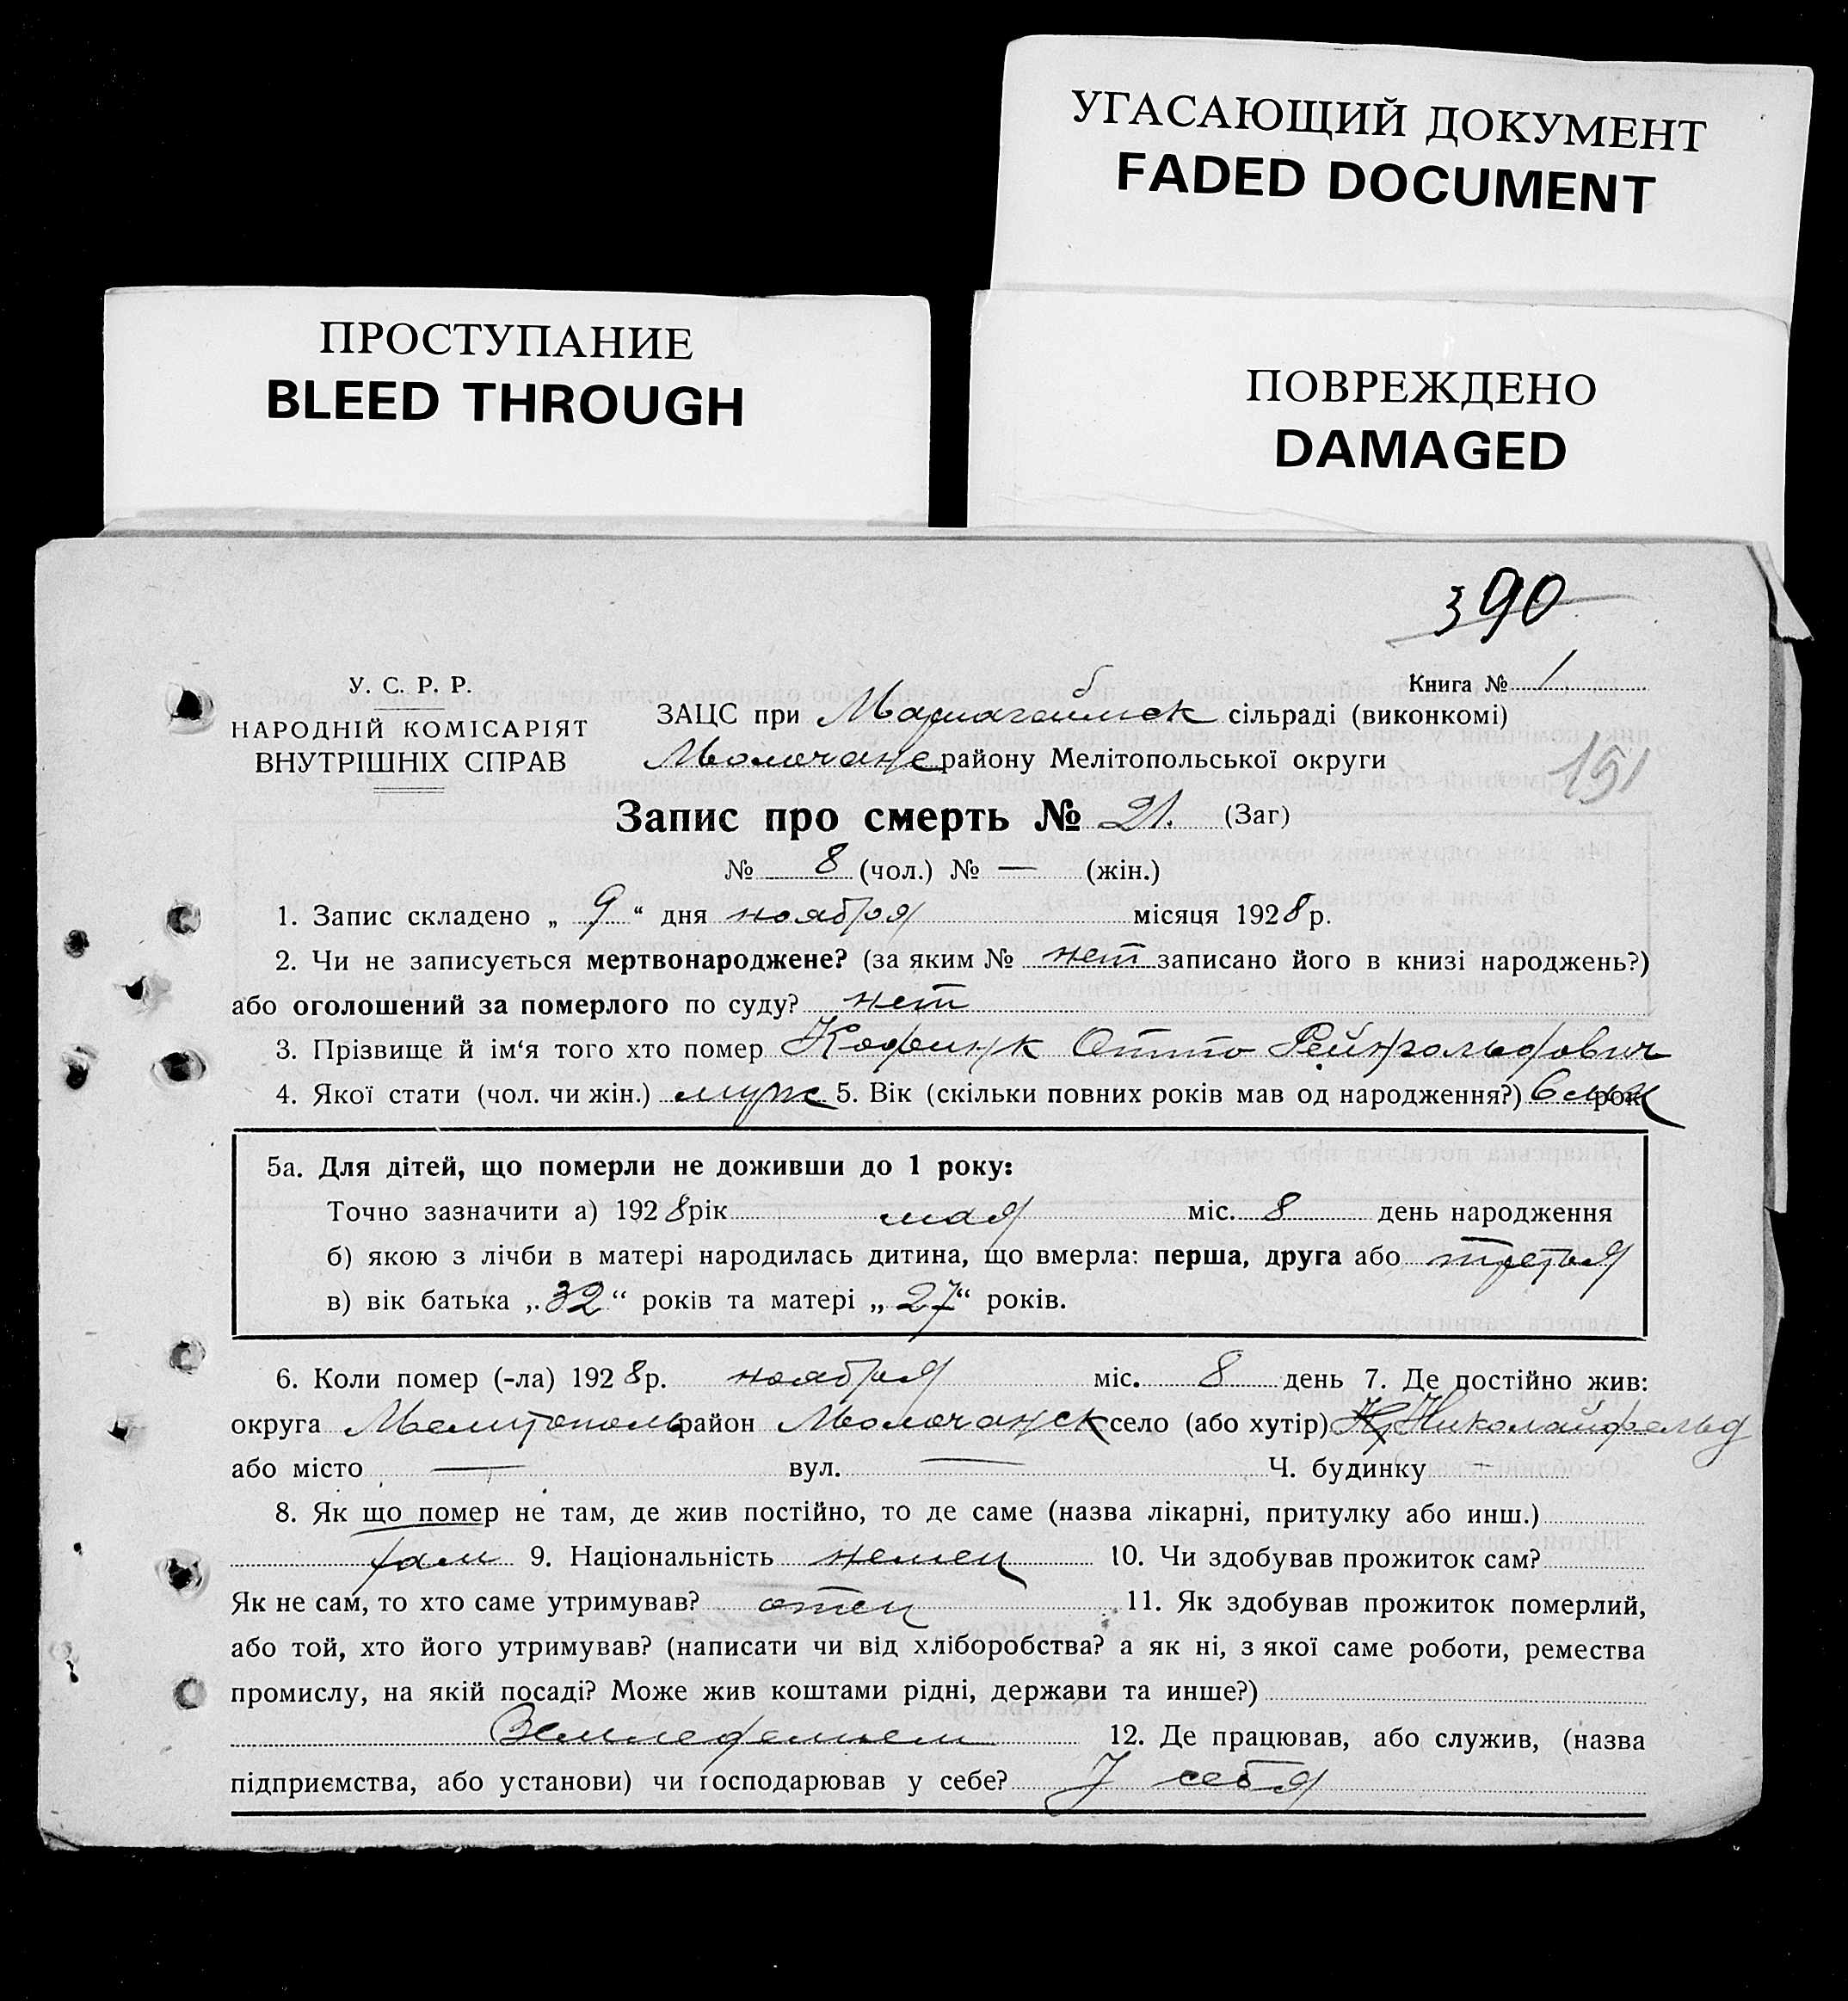 УГАСАЮЩИЙ ДОКУМЕНТ
FADED DOCUMENT
ПРОСТУПАНИЕ
BLEED THROUGH
ПОВРЕЖДЕНО
DAMAGED
390
У. С. Р. Р.
НАРОДНІЙ КОМІСАРІЯТ
ВНУТРІШНІХ СПРАВ
Книга № 1
ЗАЦС при сільраді (виконкомі)
Молочанс району Мелітопольської округи
151
Запис про смерть № 21. (Заг)
№ 8 (чол.) № — (жін.)
1. Запис складено „ 9 “ дня ноября місяця 1928 р.
2. Чи не записується мертвонароджене? (за яким № нет записано його в книзі народжень?)
або оголошений за померлого по суду? нет
3. Прізвище й ім‘я того хто помер Отто Рейнгольдович
4. Якої стати (чол. чи жін.) муж 5. Вік (скільки повних років мав од народження?) 6 рок
5а. Для дітей, що померли не доживши до 1 року:
Точно зазначити а) 1928 рік мая міс. 8 день народження
б) якою з лічби в матері народилась дитина, що вмерла: перша, друга або третья
в) вік батька „ 32 “ років та матері „ 27 “ років.
6. Коли помер (-ла) 1928 р. ноября міс. 8 день 7. Де постійно жив:
округа Мелитополь район Молочанск село (або хутір) Николайфельд
або місто — вул. — Ч. будинку —
8. Як що помер не там, де жив постійно, то де саме (назва лікарні, притулку або инш.)
там 9. Національність немец 10. Чи здобував прожиток сам?
Як не сам, то хто саме утримував? отец 11. Як здобував прожиток померлий,
або той, хто його утримував? (написати чи від хліборобства? а як ні, з якої саме роботи, ремества
промислу, на якій посаді? Може жив коштами рідні, держави та инше?)
Земледелием 12. Де працював, або служив, (назва
підприємства, або установи) чи господарював у себе? У себя